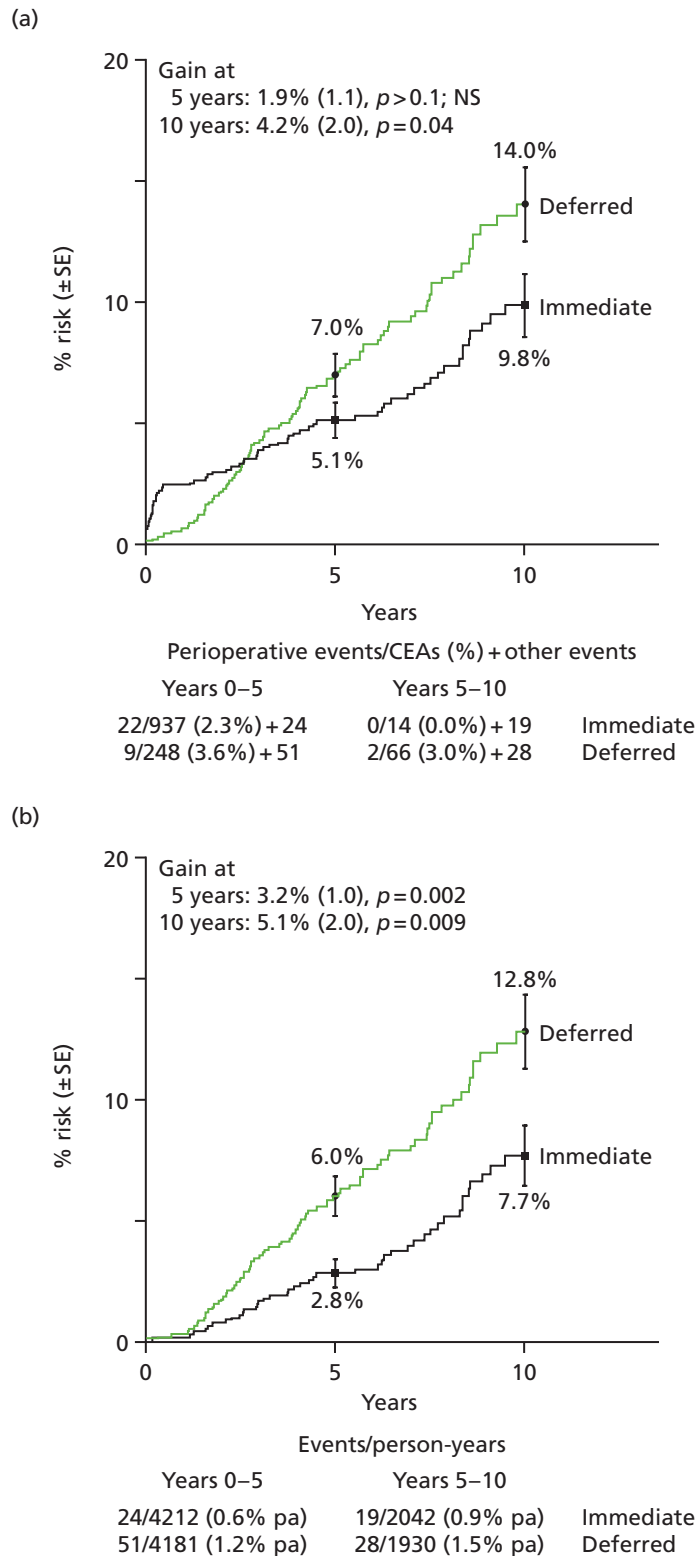 (a)
20
Gain at
5 years: 1.9% (1.1), p>0.1; NS
10 years: 4.2% (2.0), p=0.04
14.0%
Deferred
% risk (±SE)
7.0%
10
Immediate
9.8%
5.1%
0
0 5 10
Years
Perioperative events/CEAs (%)+other events
Years 0–5 Years 5–10
22/937 (2.3%)+24 0/14 (0.0%)+19 Immediate
9/248 (3.6%)+51 2/66 (3.0%)+28 Deferred
(b)
20
Gain at
5 years: 3.2% (1.0), p=0.002
10 years: 5.1% (2.0), p=0.009
12.8%
Deferred
% risk (±SE)
10
6.0%
Immediate
7.7%
2.8%
0
0 5 10
Years
Events/person-years
Years 0–5 Years 5–10
24/4212 (0.6% pa) 19/2042 (0.9% pa) Immediate
51/4181 (1.2% pa) 28/1930 (1.5% pa) Deferred